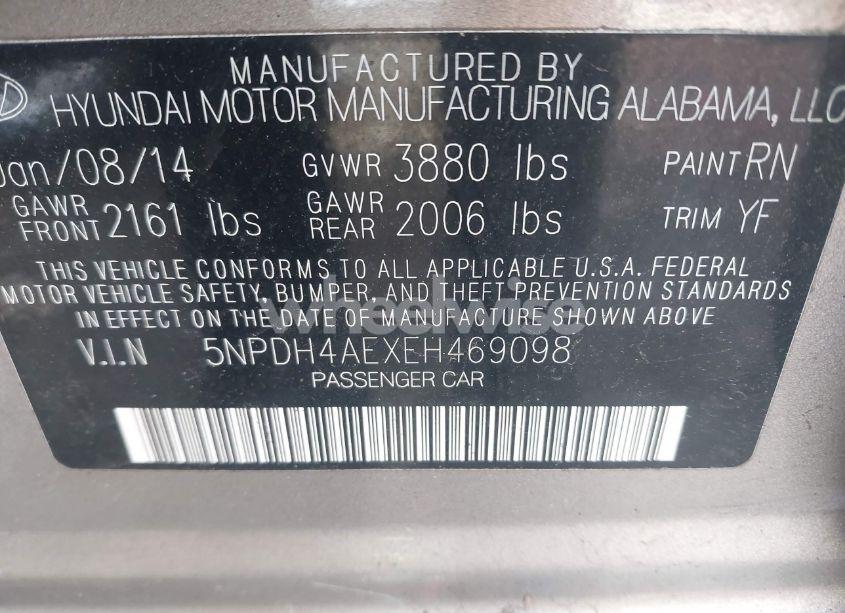 MANUFACTURED BY
HYUNDAI MOTOR MANUFACTURING ALABAMA, LLC
Jan/08/14 GVWR 3880 lbs PAINT RN
GAWR FRONT 2161 lbs GAWR REAR 2006 lbs TRIM YF
THIS VEHICLE CONFORMS TO ALL APPLICABLE U.S.A. FEDERAL
MOTOR VEHICLE SAFETY, BUMPER, AND THEFT PREVENTION STANDARDS
IN EFFECT ON THE DATE OF MANUFACTURE SHOWN ABOVE.
wheelwise
V.I.N 5NPDH4AEXEH469098
PASSENGER CAR